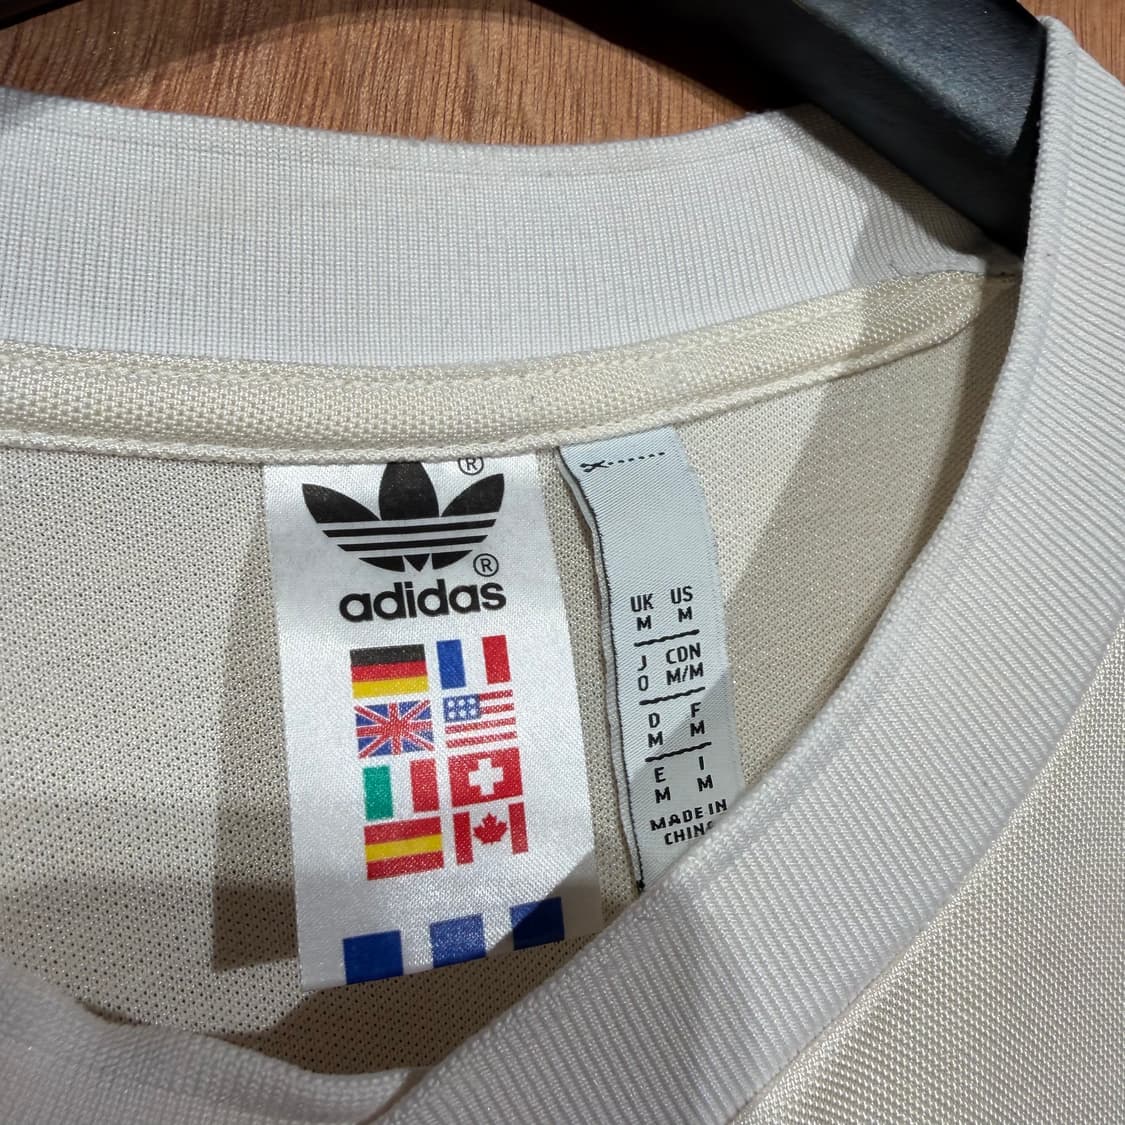 ®
®
adidas
UK US
M M
J CDN
O M/M
D F
M M
E I
M M
MADE IN
CHINA